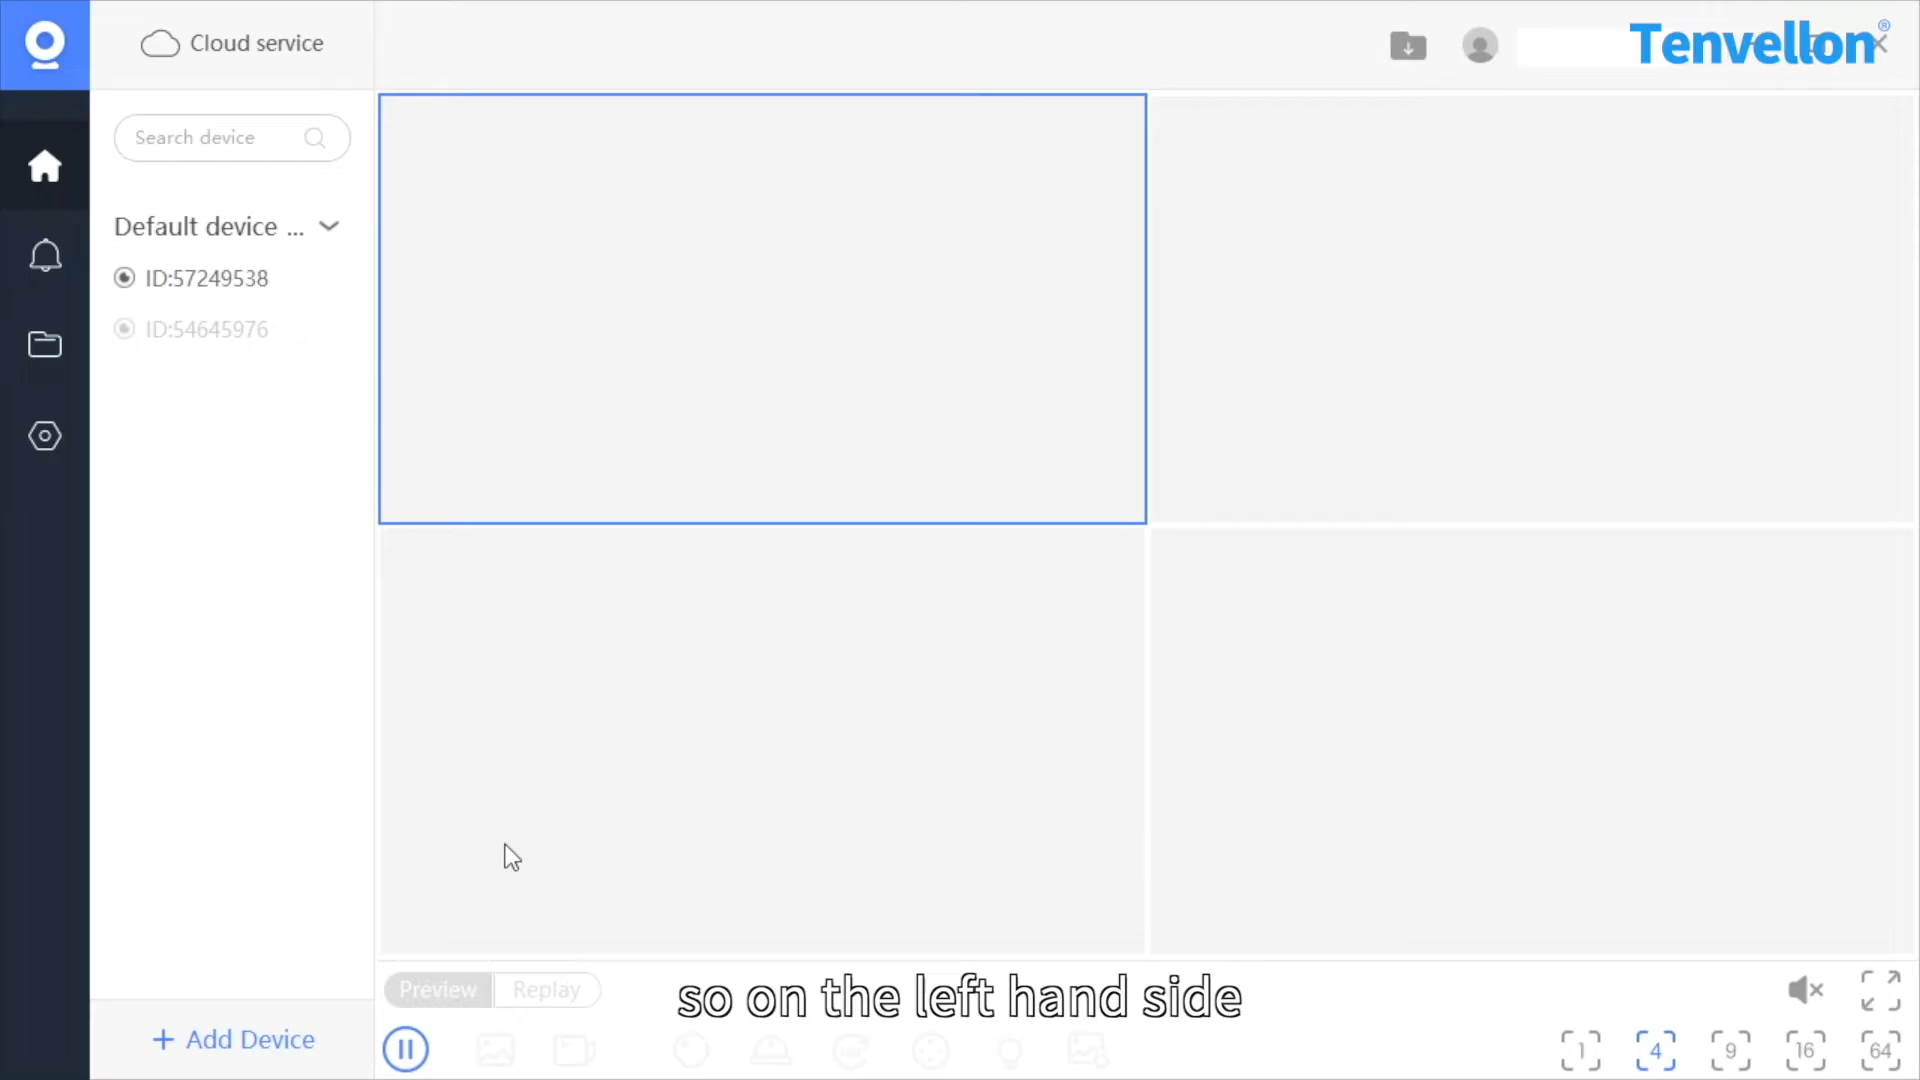 Cloud service
Tenvellon®
Search device
Default device ...
ID:57249538
ID:54645976
Preview
Replay
so on the left hand side
+ Add Device
1
4
9
16
64